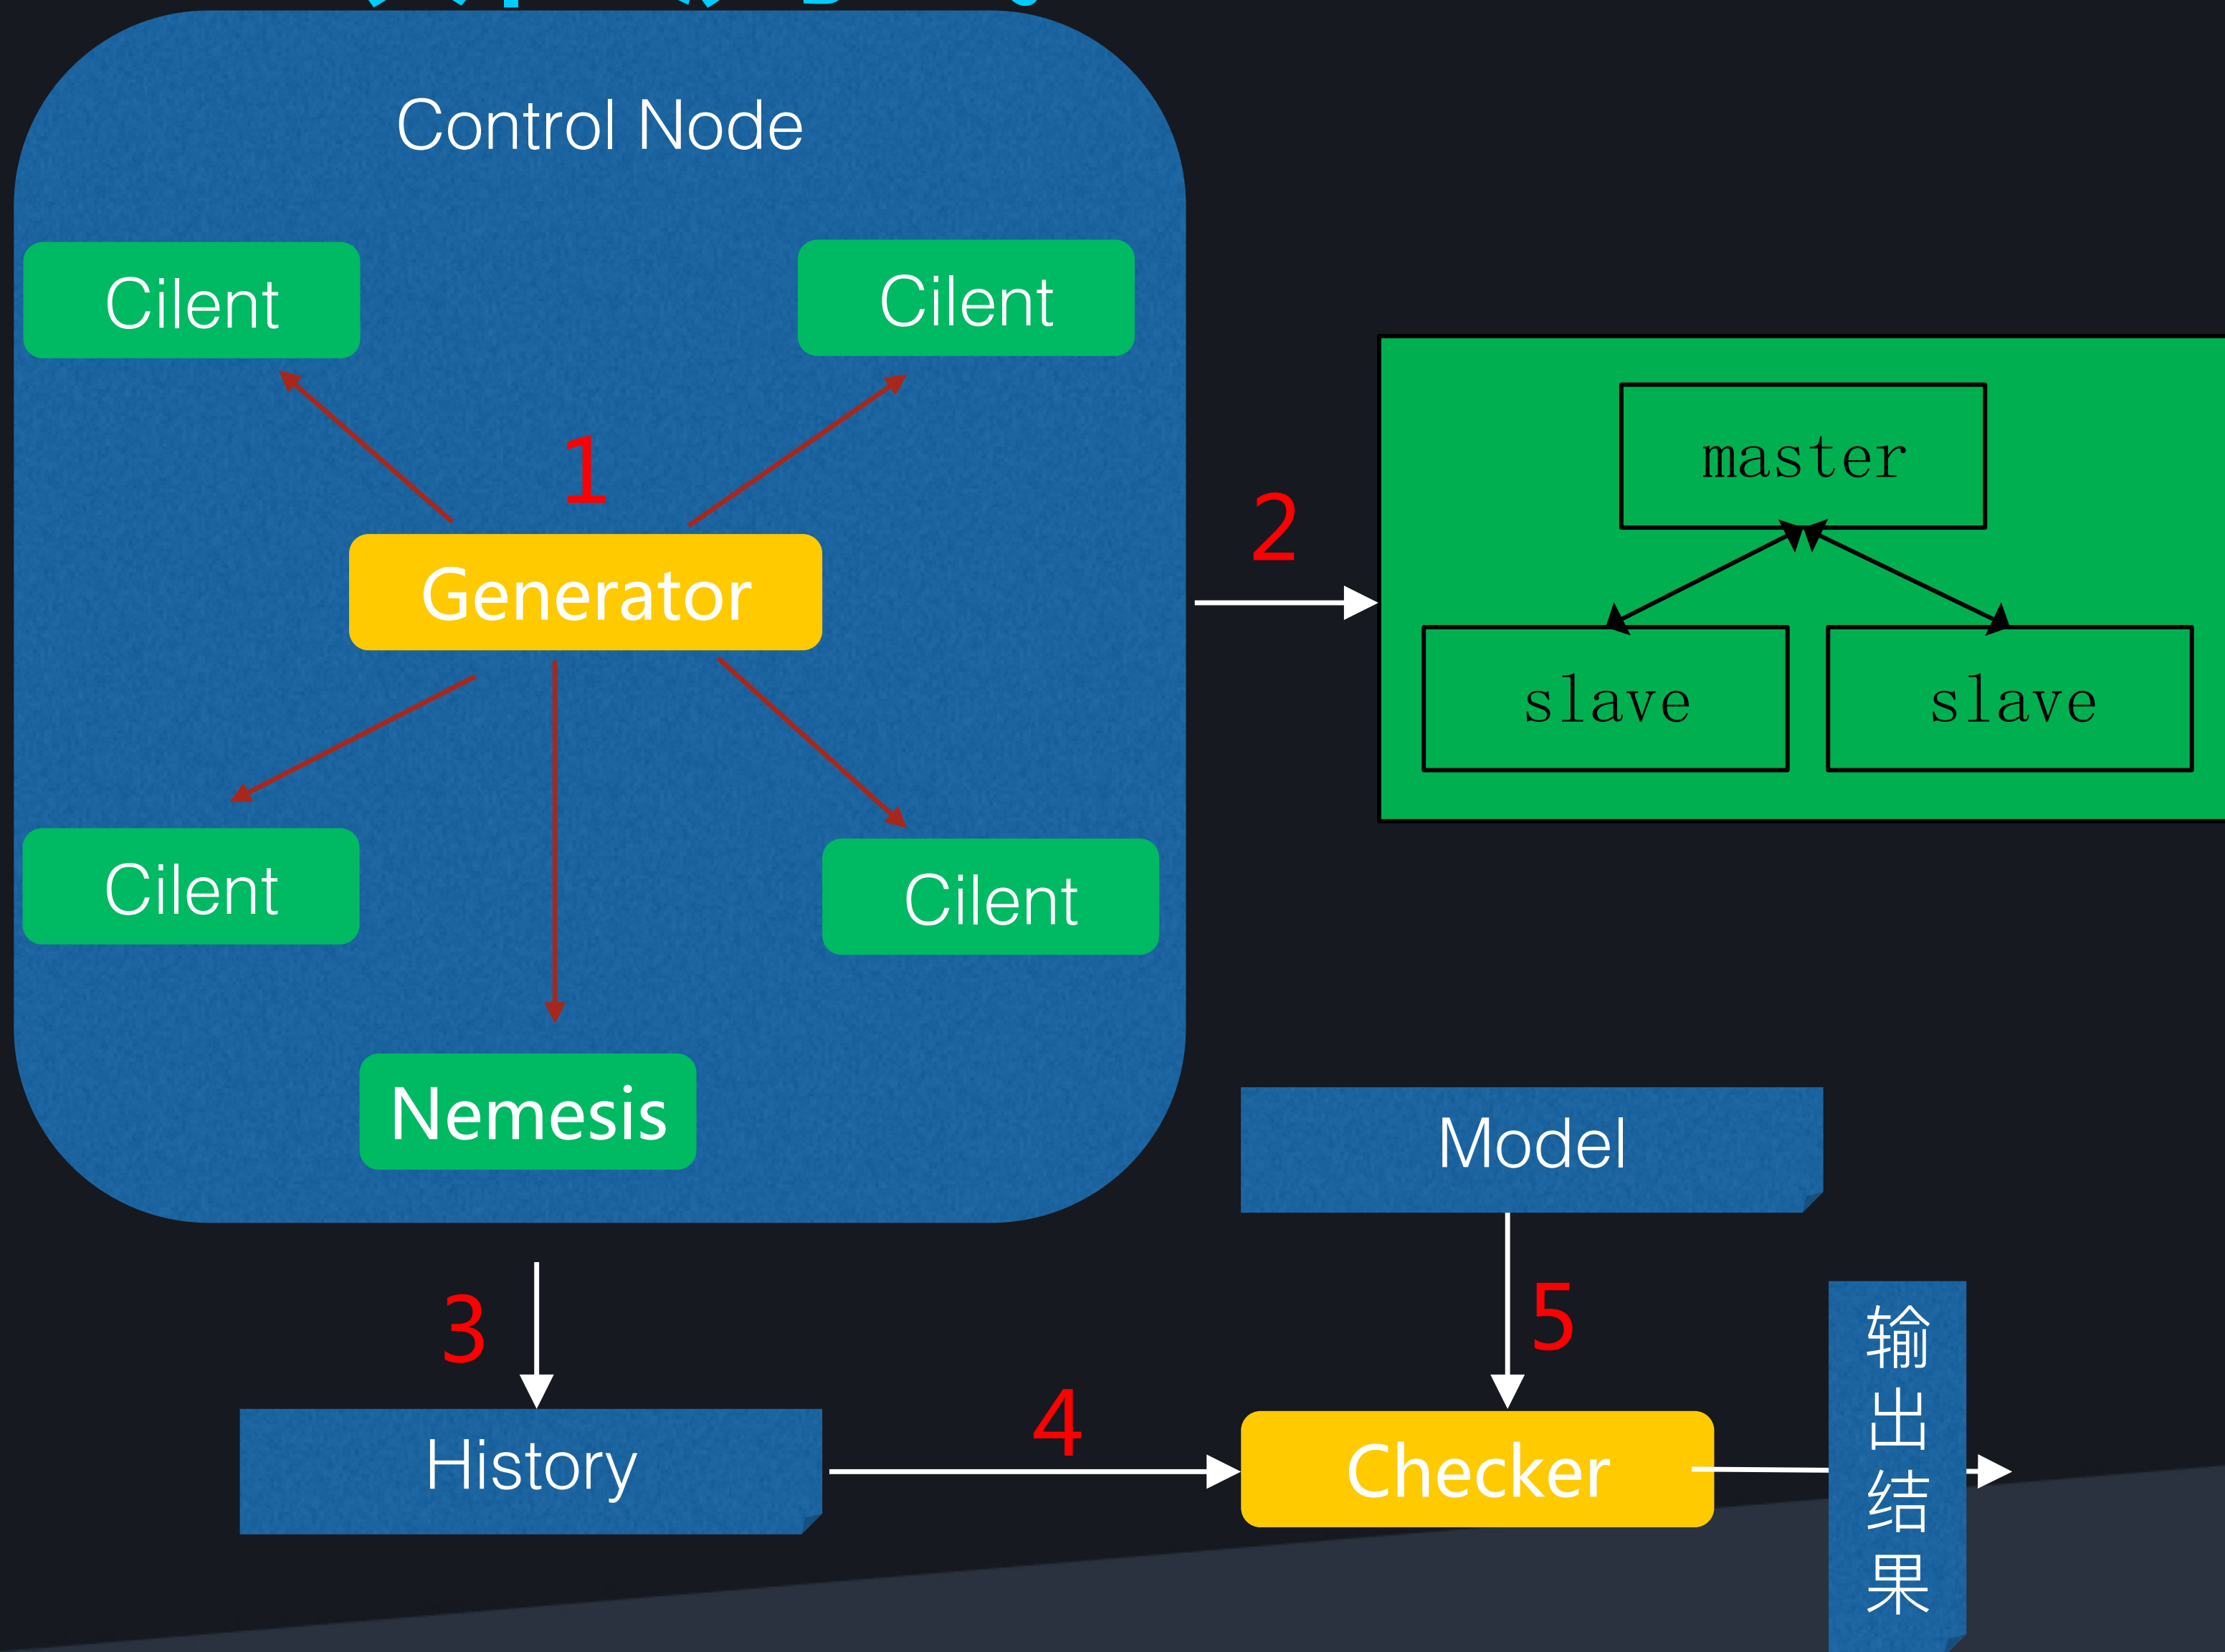 Control Node
Cilent
Cilent
1
Generator
2
master
slave
slave
Cilent
Cilent
Nemesis
Model
3
5
History
4
Checker
输出结果